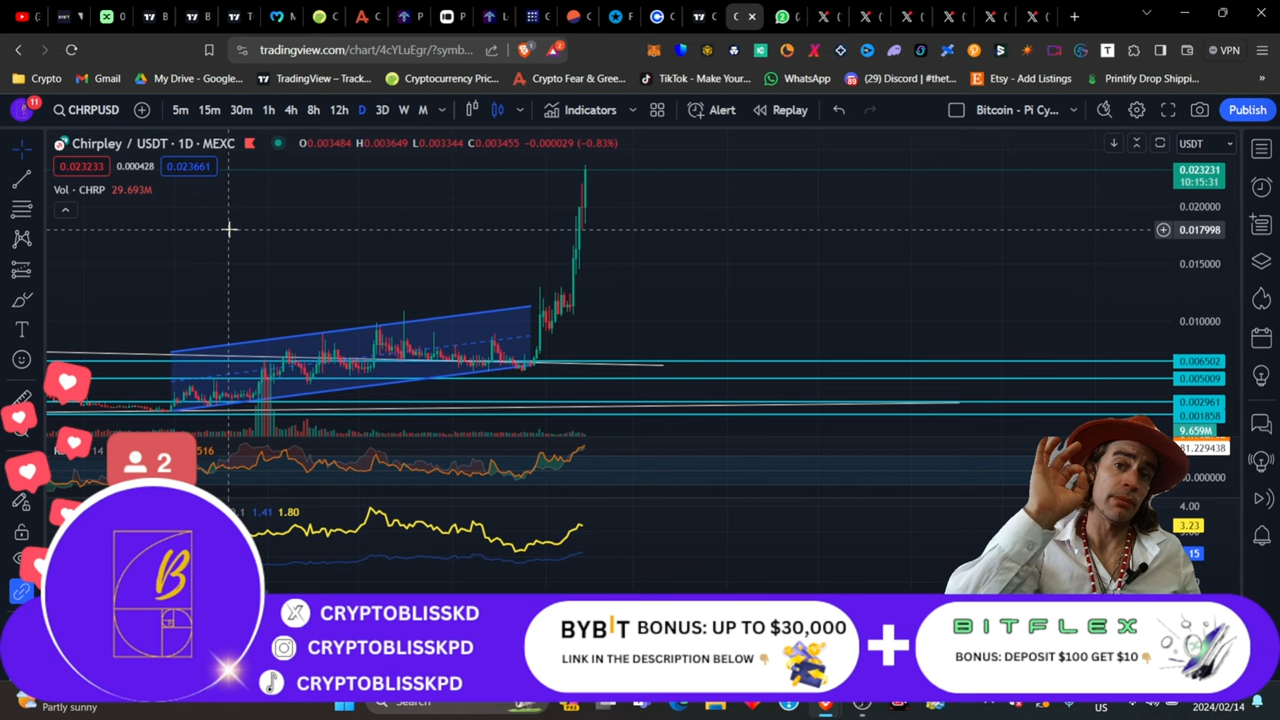 tradingview.com/chart/4cYLuEgr/?symb...
VPN
Crypto
Gmail
My Drive - Google...
TradingView – Track...
Cryptocurrency Pric...
Crypto Fear & Gree...
TikTok - Make Your...
WhatsApp
(29) Discord | #thet...
Etsy - Add Listings
Printify Drop Shippi...
11
CHRPUSD
5m 15m 30m 1h 4h 8h 12h D 3D W M
Indicators
Alert
Replay
Bitcoin - Pi Cy...
Publish
Chirpley / USDT · 1D · MEXC
O0.003484 H0.003649 L0.003344 C0.003455 -0.000029 (-0.83%)
USDT
0.023233
0.000428
0.023661
0.023231
10:15:31
Vol · CHRP 29.693M
0.020000
0.017998
0.015000
0.010000
0.006502
0.005009
0.002961
0.001858
9.659M
81.229438
2
1.41 1.80
4.00
3.23
15
B
CRYPTOBLISSKD
CRYPTOBLISSKPD
CRYPTOBLISSKPD
BYBIT BONUS: UP TO $30,000
LINK IN THE DESCRIPTION BELOW
+
BITFLEX
BONUS: DEPOSIT $100 GET $10
Partly sunny
Search
US
2024/02/14